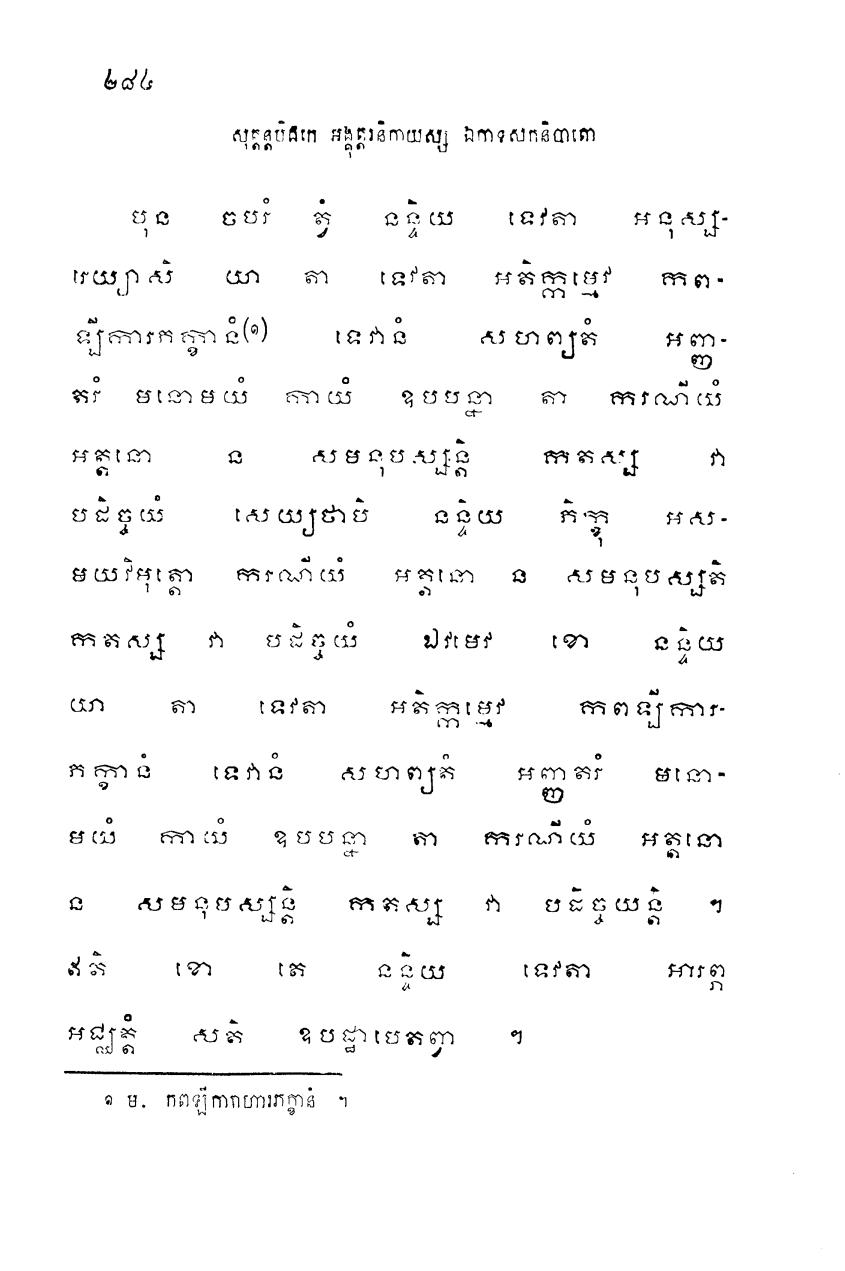 ២៨៤
សុត្តន្តបិដកេ អង្គុត្តរនិកាយស្ស ឯកាទសកនិបាតោ
បុន ចបរំ ត្វំ នន្ទិយ ទេវតា អនុស្ស-
រេយ្យាសិ យា តា ទេវតា អតិក្កម្មេវ កព-
ឡីការភក្ខានំ(១) ទេវានំ សហព្យតំ អញ្ញ-
តរំ មនោមយំ កាយំ ឧបបន្នា តា ករណីយំ
អត្តនោ ន សមនុបស្សន្តិ កតស្ស វា
បដិច្ចយំ សេយ្យថាបិ នន្ទិយ ភិក្ខុ អស-
មយវិមុត្តោ ករណីយំ អត្តនោ ន សមនុបស្សតិ
កតស្ស វា បដិច្ចយំ ឯវមេវ ខោ នន្ទិយ
យា តា ទេវតា អតិក្កម្មេវ កពឡីការ-
ភក្ខានំ ទេវានំ សហព្យតំ អញ្ញតរំ មនោ-
មយំ កាយំ ឧបបន្នា តា ករណីយំ អត្តនោ
ន សមនុបស្សន្តិ កតស្ស វា បដិច្ចយន្តិ ។
ឥតិ ខោ តេ នន្ទិយ ទេវតា អារព្ភ
អជ្ឈត្តំ សតិ ឧបដ្ឋាបេតព្វា ។
១ ម. កពឡីការាហារភក្ខានំ ។